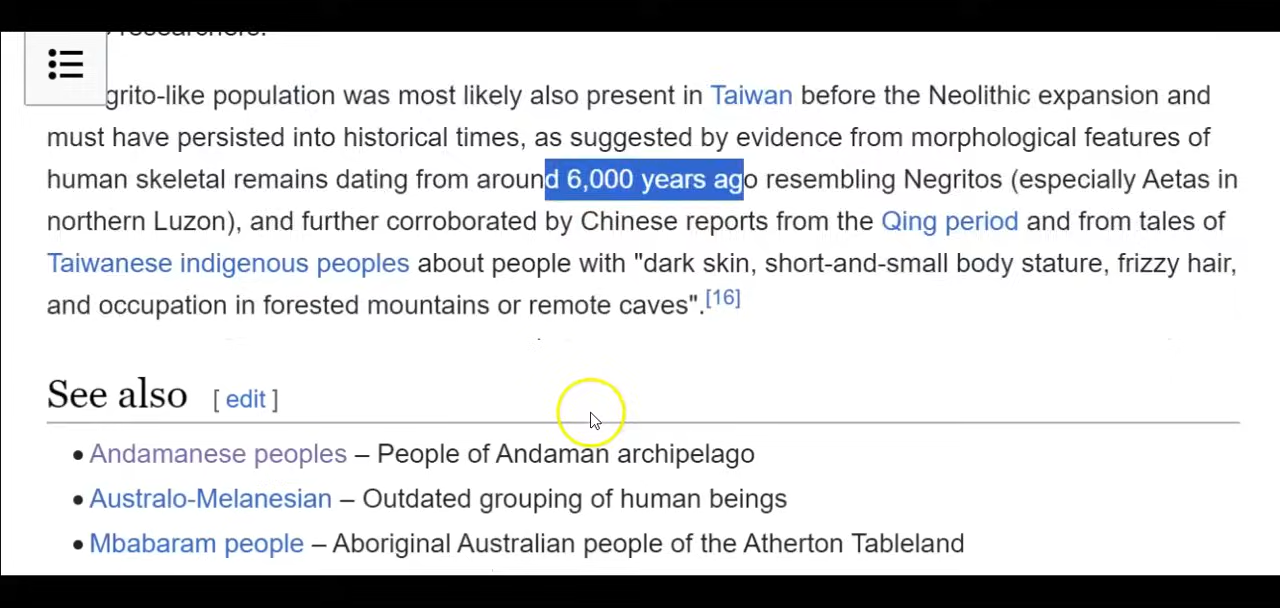 researchers.
grito-like population was most likely also present in Taiwan before the Neolithic expansion and
must have persisted into historical times, as suggested by evidence from morphological features of
human skeletal remains dating from around 6,000 years ago resembling Negritos (especially Aetas in
northern Luzon), and further corroborated by Chinese reports from the Qing period and from tales of
Taiwanese indigenous peoples about people with "dark skin, short-and-small body stature, frizzy hair,
and occupation in forested mountains or remote caves".[16]
See also [ edit ]
• Andamanese peoples – People of Andaman archipelago
• Australo-Melanesian – Outdated grouping of human beings
• Mbabaram people – Aboriginal Australian people of the Atherton Tableland